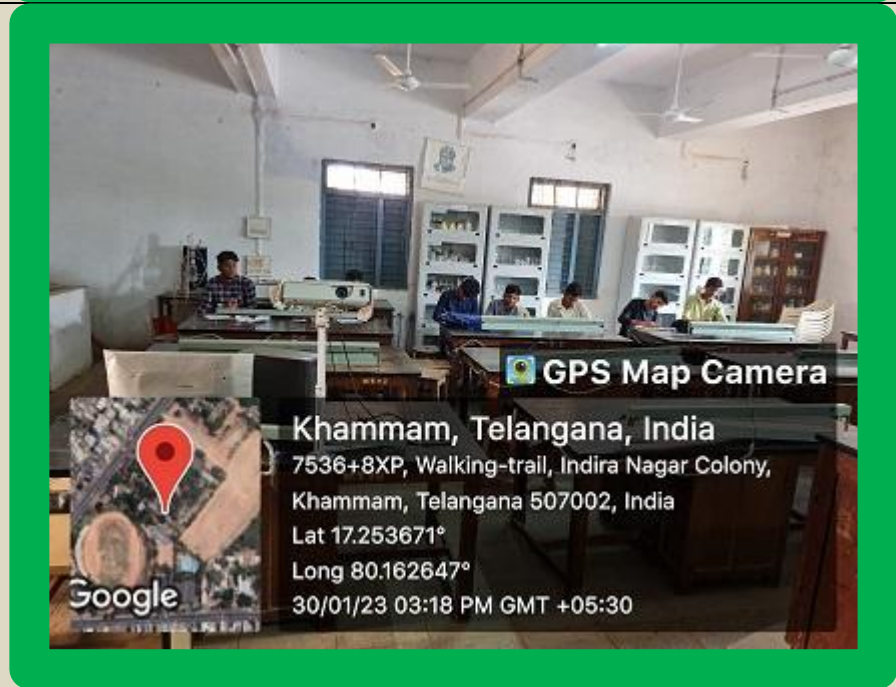 GPS Map Camera
Khammam, Telangana, India
7536+8XP, Walking-trail, Indira Nagar Colony,
Khammam, Telangana 507002, India
Lat 17.253671°
Long 80.162647°
30/01/23 03:18 PM GMT +05:30
Google